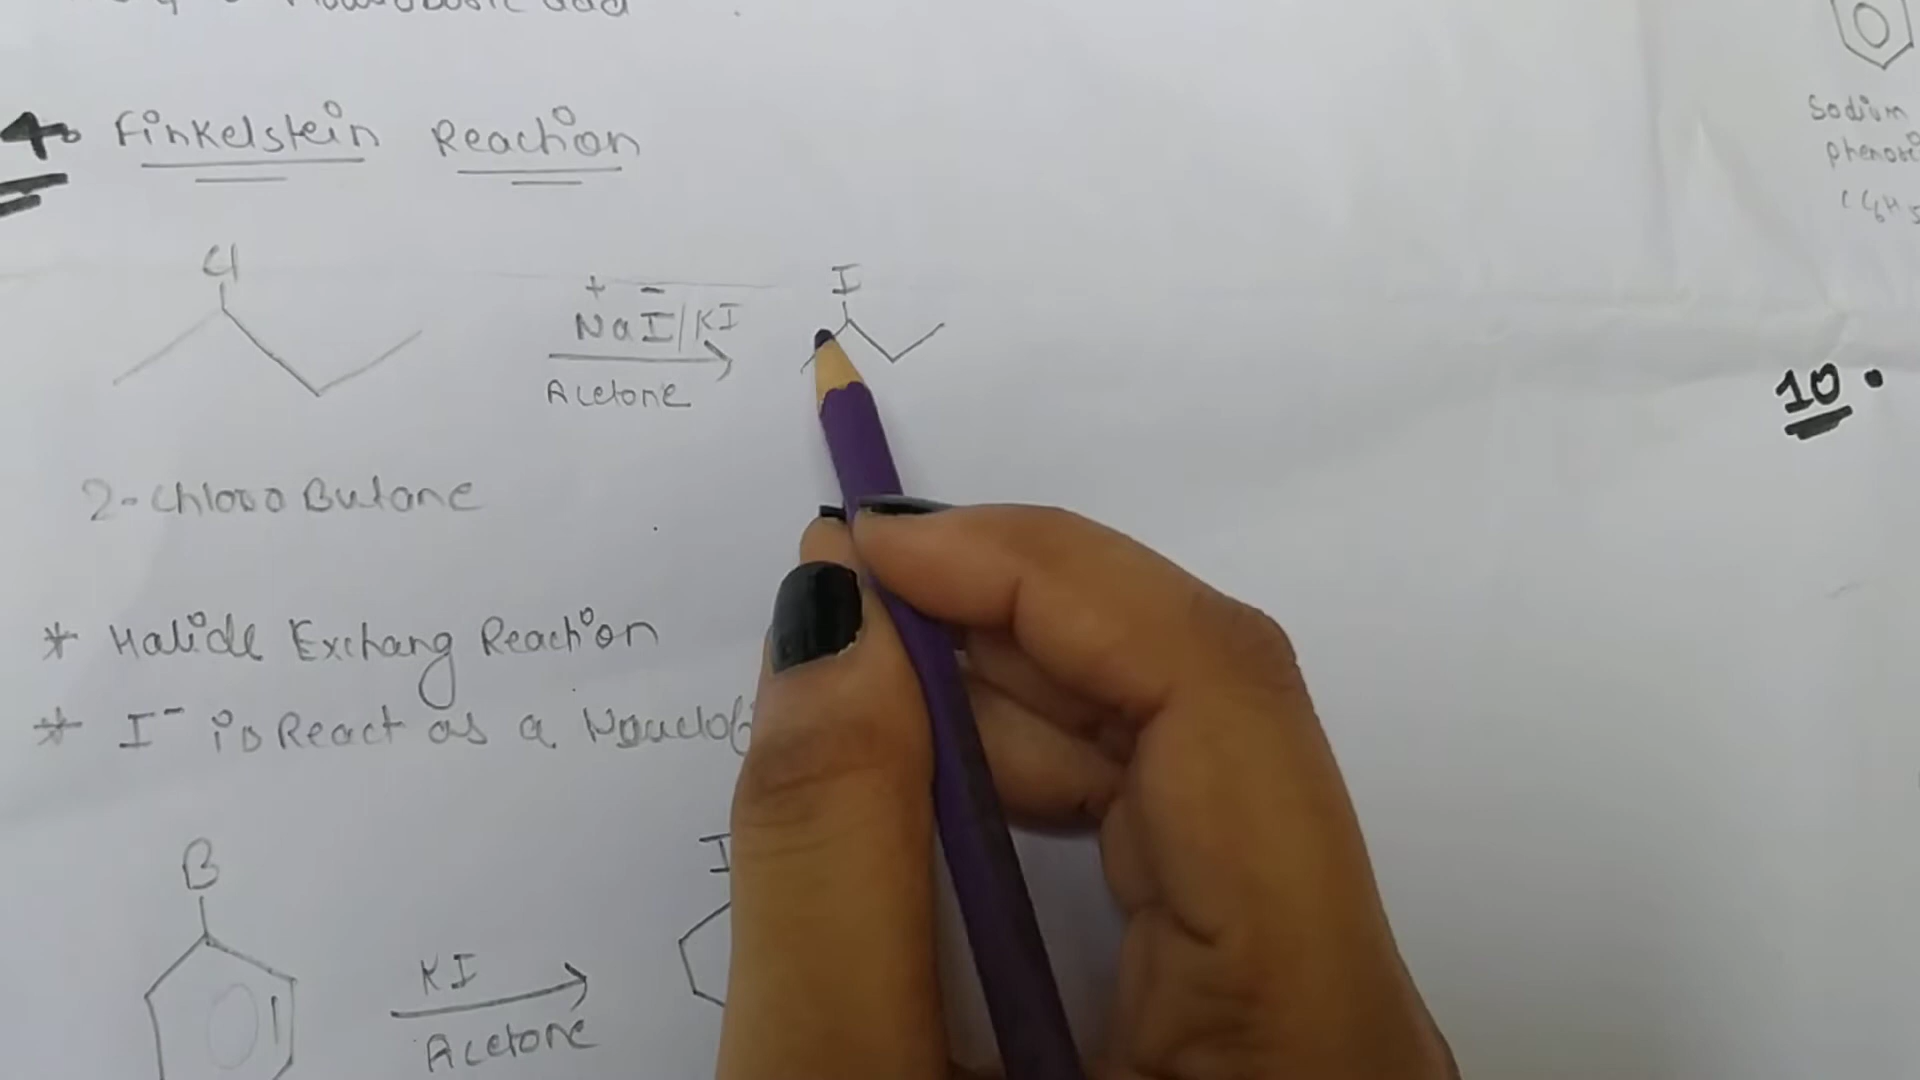 4. Finkelstein Reaction
Cl
+ -
NaI/KI
Acetone
I
2-chloro Butane
* Halide Exchang Reaction
* I⁻ is React as a
B
KI
Acetone
I
Sodium
10.